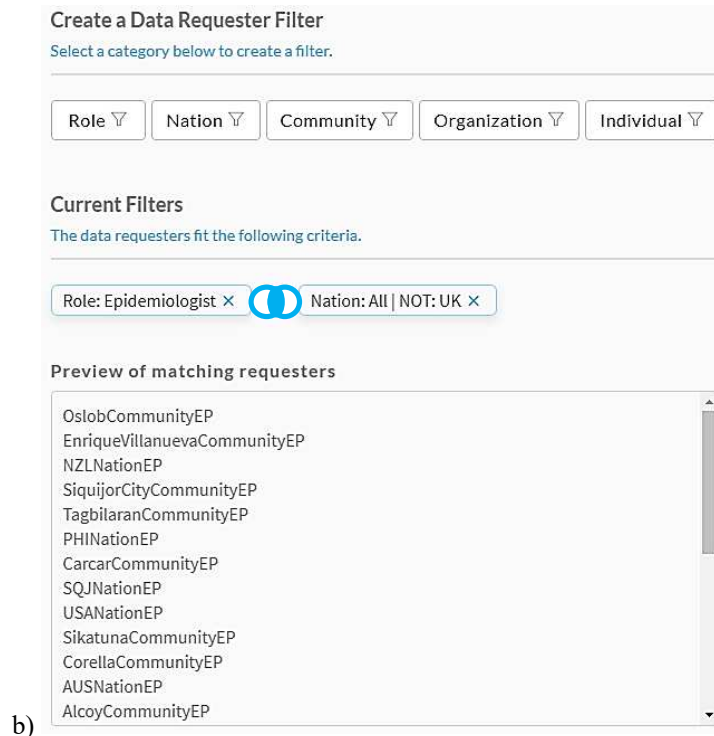 Create a Data Requester Filter
Select a category below to create a filter.
Role Nation Community Organization Individual
Current Filters
The data requesters fit the following criteria.
Role: Epidemiologist × Nation: All | NOT: UK ×
Preview of matching requesters
OslobCommunityEP
EnriqueVillanuevaCommunityEP
NZLNationEP
SiquijorCityCommunityEP
TagbilaranCommunityEP
PHINationEP
CarcarCommunityEP
SQJNationEP
USANationEP
SikatunaCommunityEP
CorellaCommunityEP
AUSNationEP
AlcoyCommunityEP
b)